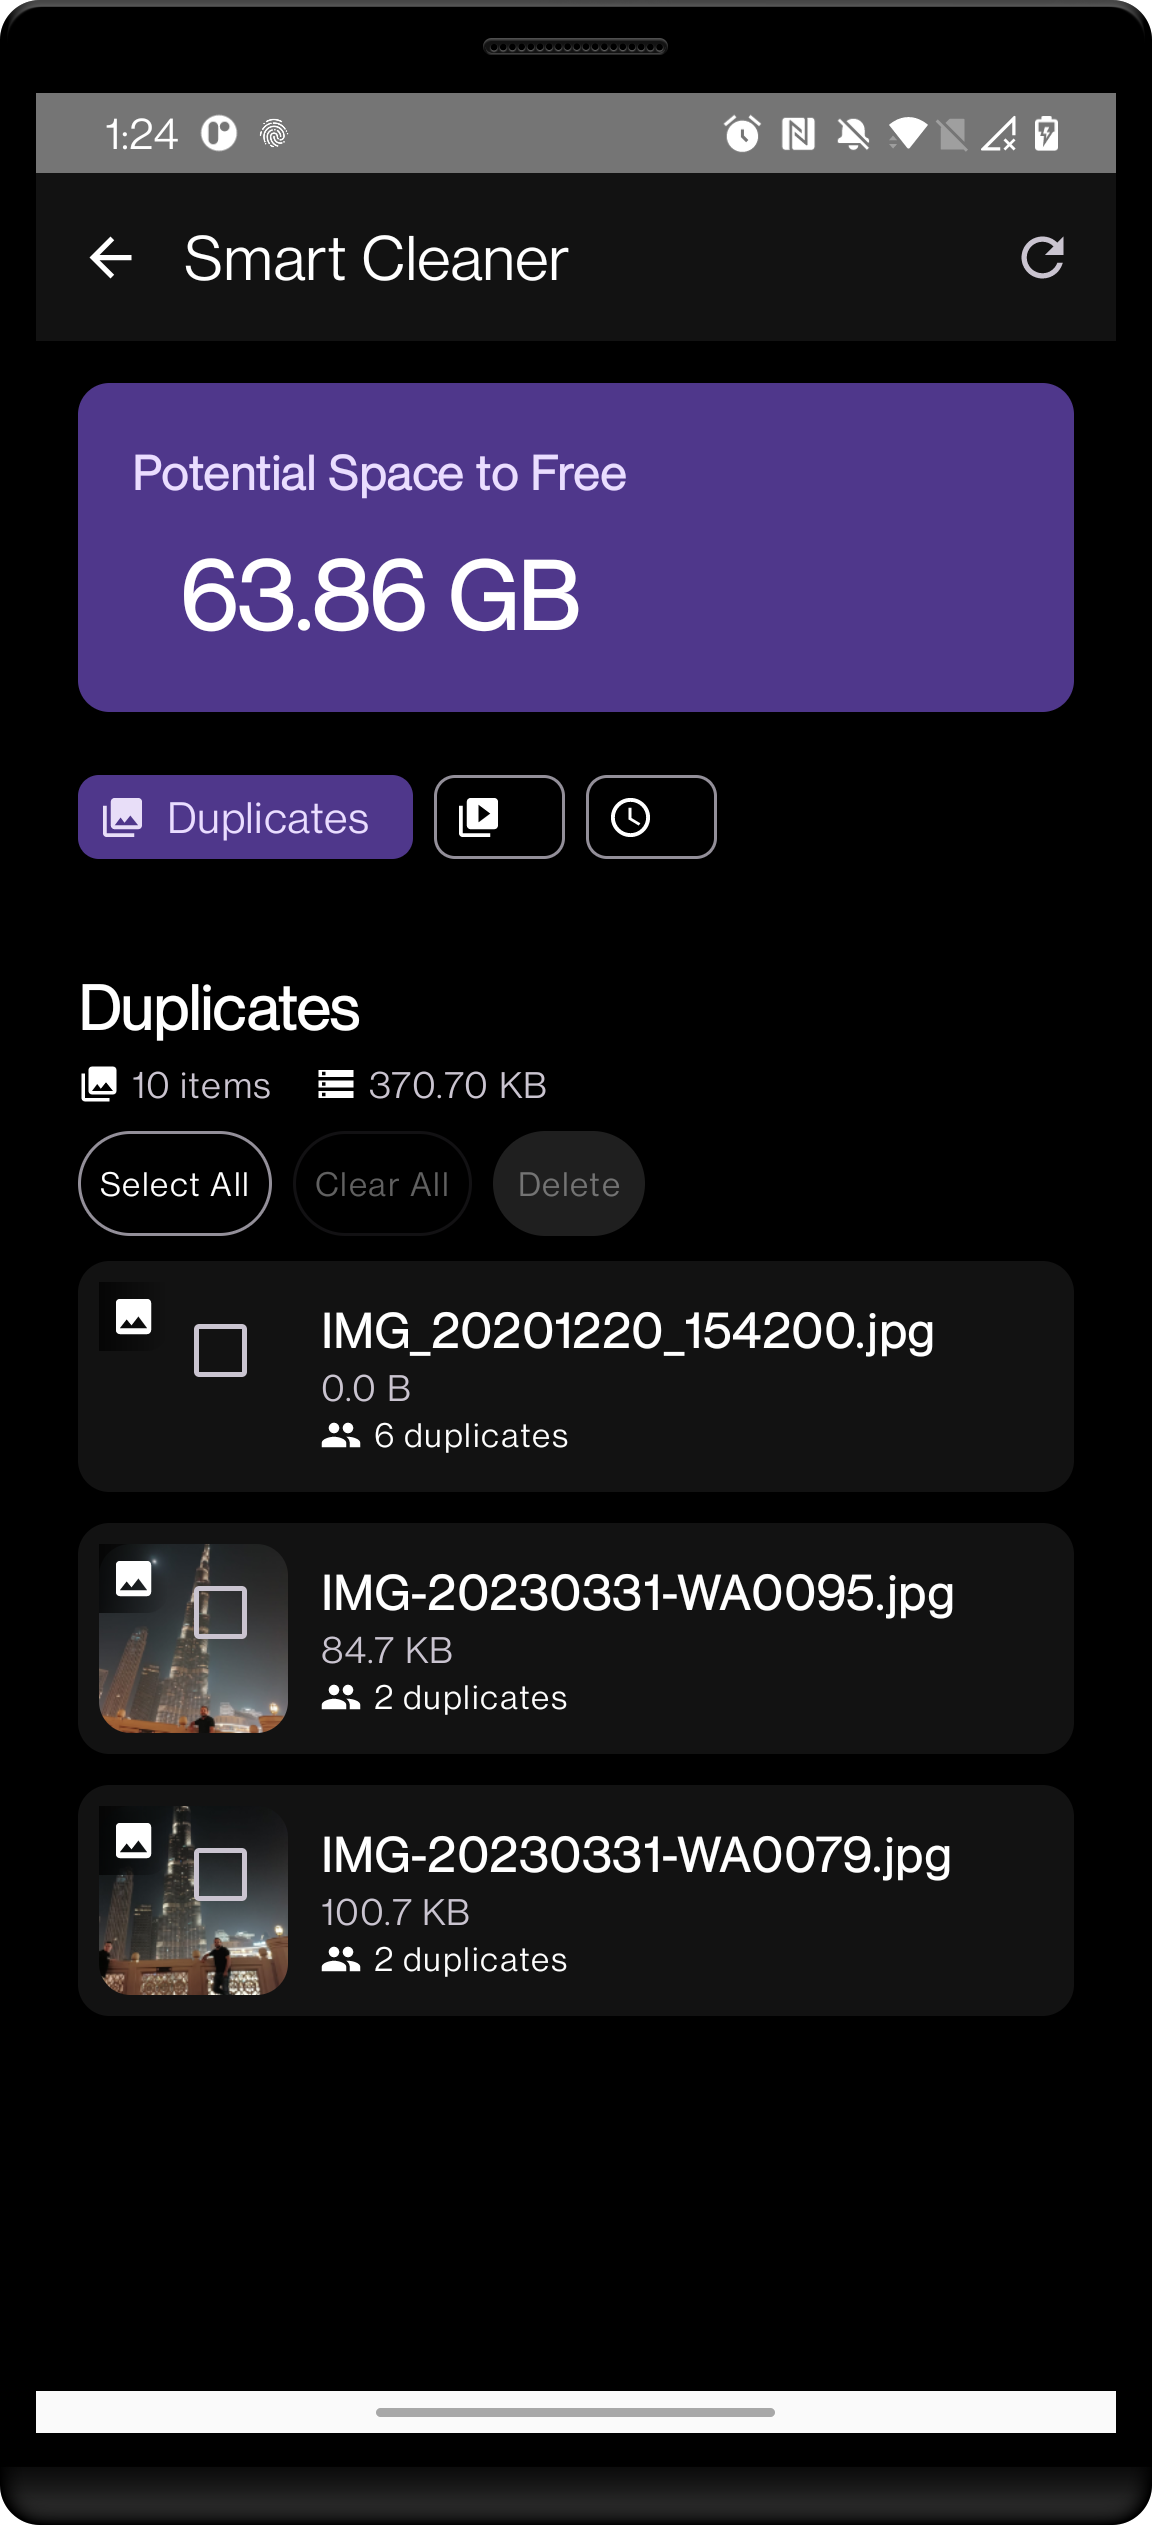 1:24
Smart Cleaner
Potential Space to Free
63.86 GB
Duplicates
Duplicates
10 items 370.70 KB
Select All Clear All Delete
IMG_20201220_154200.jpg
0.0 B
6 duplicates
IMG-20230331-WA0095.jpg
84.7 KB
2 duplicates
IMG-20230331-WA0079.jpg
100.7 KB
2 duplicates